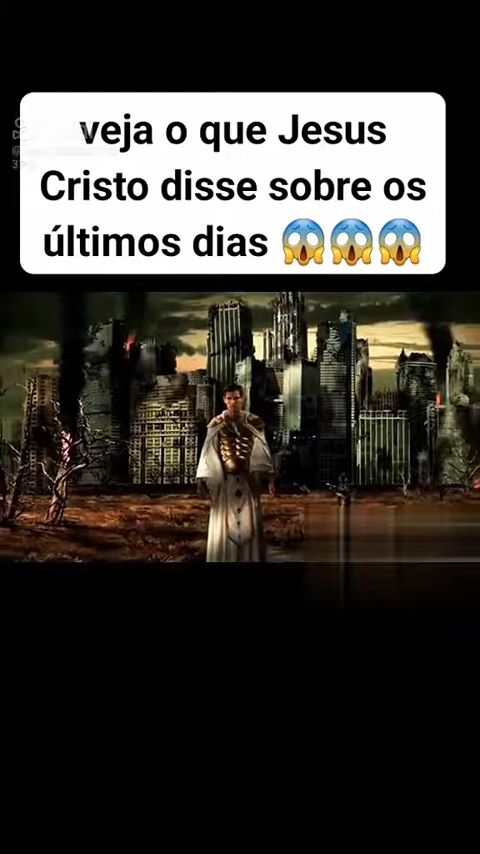 veja o que Jesus
Cristo disse sobre os
últimos dias 😱😱😱